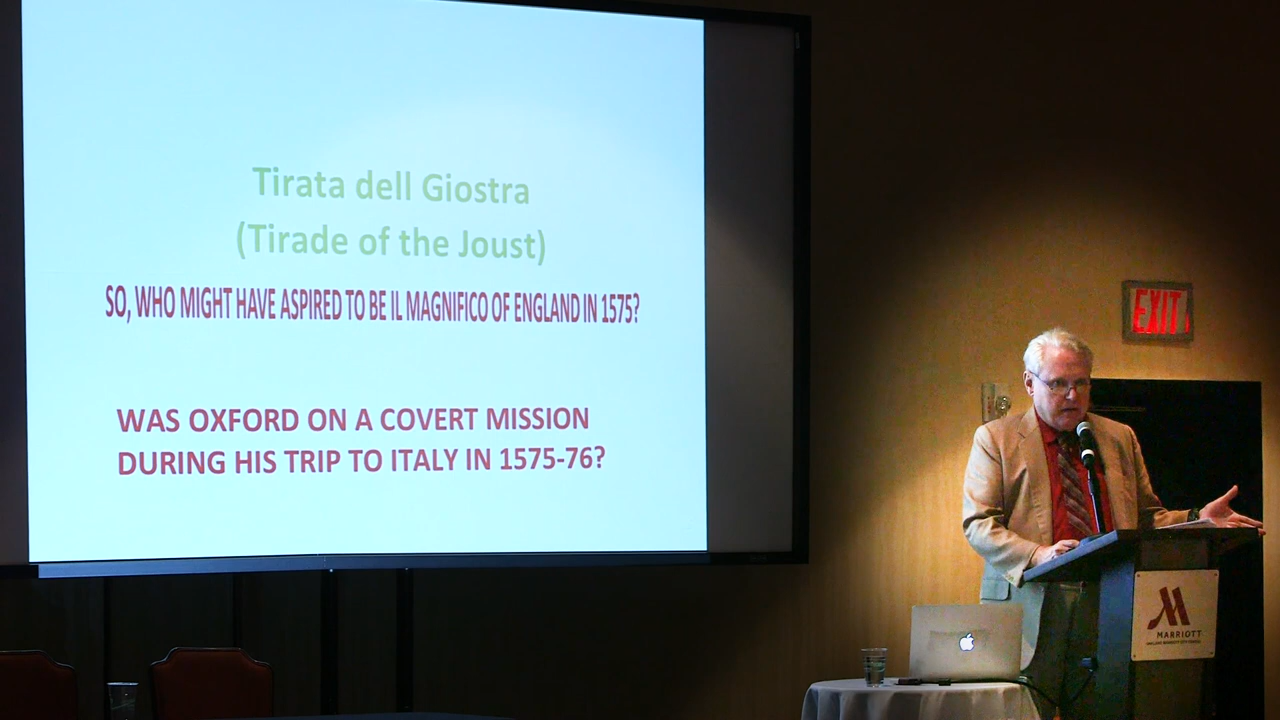 Tirata dell Giostra
(Tirade of the Joust)
SO, WHO MIGHT HAVE ASPIRED TO BE IL MAGNIFICO OF ENGLAND IN 1575?
WAS OXFORD ON A COVERT MISSION
DURING HIS TRIP TO ITALY IN 1575-76?
EXIT
MARRIOTT